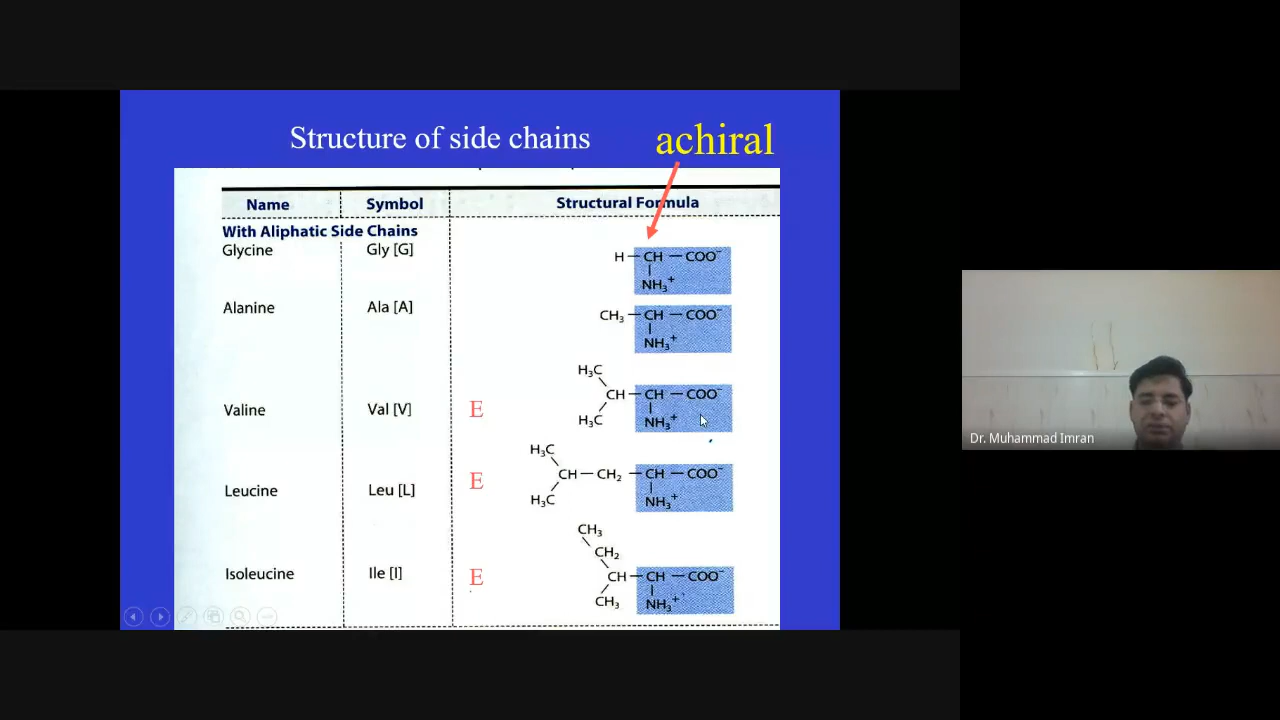 Structure of side chains
achiral
Name Symbol Structural Formula
With Aliphatic Side Chains
Glycine Gly [G] H—CH—COO⁻
NH₃⁺
Alanine Ala [A] CH₃—CH—COO⁻
NH₃⁺
H₃C
Valine Val [V] E CH—CH—COO⁻
H₃C NH₃⁺
H₃C
Leucine Leu [L] E CH—CH₂—CH—COO⁻
H₃C NH₃⁺
CH₃
CH₂
Isoleucine Ile [I] E CH—CH—COO⁻
CH₃ NH₃⁺
Dr. Muhammad Imran